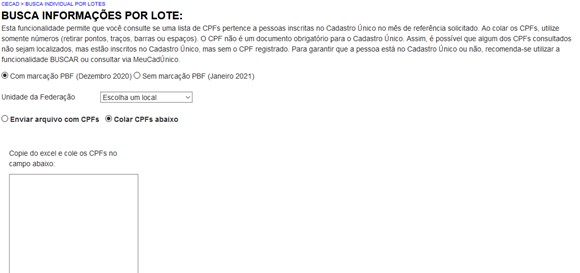 CECAD > BUSCA INDIVIDUAL POR LOTES
BUSCA INFORMAÇÕES POR LOTE:
Esta funcionalidade permite que você consulte se uma lista de CPFs pertence a pessoas inscritas no Cadastro Único no mês de referência solicitado. Ao colar os CPFs, utilize
somente números (retirar pontos, traços, barras ou espaços). O CPF não é um documento obrigatório para o Cadastro Único. Assim, é possível que algum dos CPFs consultados
não sejam localizados, mas estão inscritos no Cadastro Único, mas sem o CPF registrado. Para garantir que a pessoa está no Cadastro Único ou não, recomenda-se utilizar a
funcionalidade BUSCAR ou consultar via MeuCadÚnico.
Com marcação PBF (Dezembro 2020) Sem marcação PBF (Janeiro 2021)
Unidade da Federação Escolha um local
Enviar arquivo com CPFs Colar CPFs abaixo
Copie do excel e cole os CPFs no
campo abaixo: